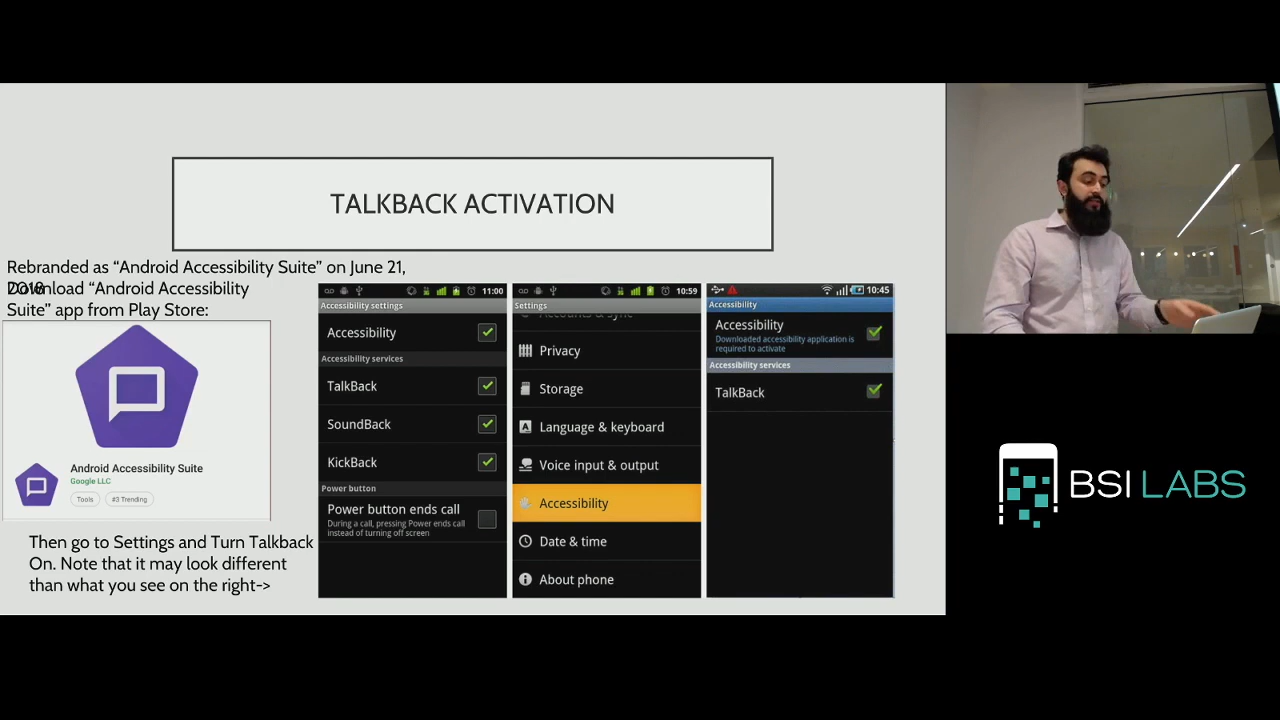 TALKBACK ACTIVATION
Rebranded as “Android Accessibility Suite” on June 21,
2018
Download “Android Accessibility
Suite” app from Play Store:
Android Accessibility Suite
Google LLC
Tools
#3 Trending
Then go to Settings and Turn Talkback
On. Note that it may look different
than what you see on the right->
11:00
Accessibility settings
Accessibility
Accessibility services
TalkBack
SoundBack
KickBack
Power button
Power button ends call
During a call, pressing Power ends call
instead of turning off screen
10:59
Settings
Accounts & sync
Privacy
Storage
Language & keyboard
Voice input & output
Accessibility
Date & time
About phone
10:45
Accessibility
Accessibility
Downloaded accessibility application is
required to activate
Accessibility services
TalkBack
BSI LABS